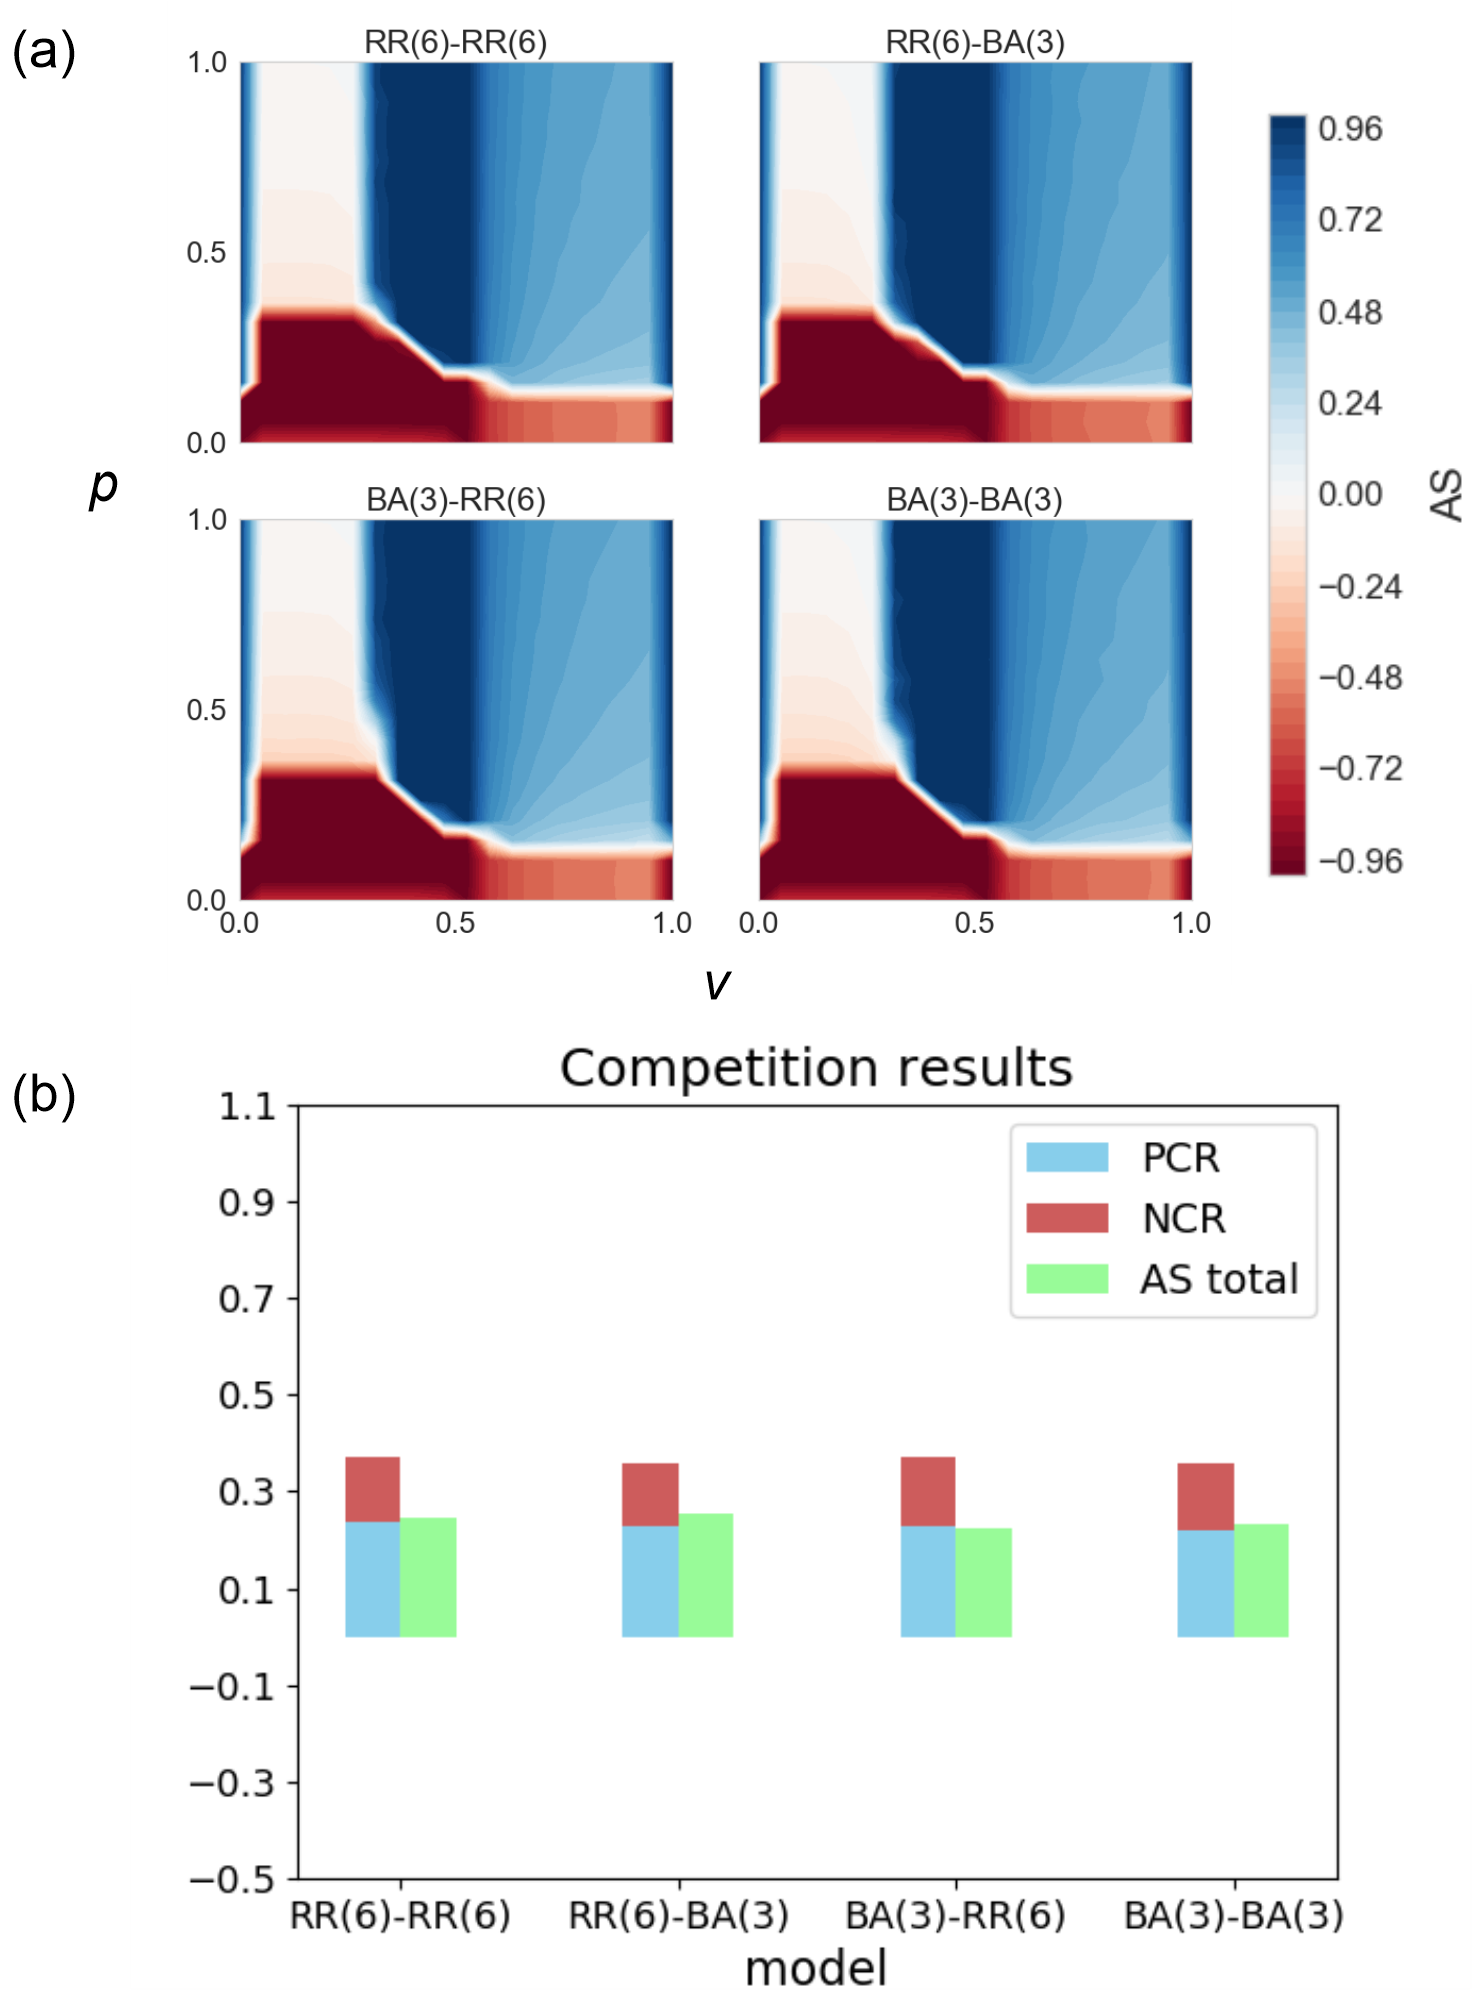 (a)
RR(6)-RR(6)
RR(6)-BA(3)
1.0
0.5
0.0
BA(3)-RR(6)
BA(3)-BA(3)
1.0
0.5
0.0
0.0 0.5 1.0
0.0 0.5 1.0
p
v
0.96
0.72
0.48
0.24
0.00
−0.24
−0.48
−0.72
−0.96
AS
(b)
Competition results
1.1
0.9
0.7
0.5
0.3
0.1
−0.1
−0.3
−0.5
PCR
NCR
AS total
RR(6)-RR(6) RR(6)-BA(3) BA(3)-RR(6) BA(3)-BA(3)
model